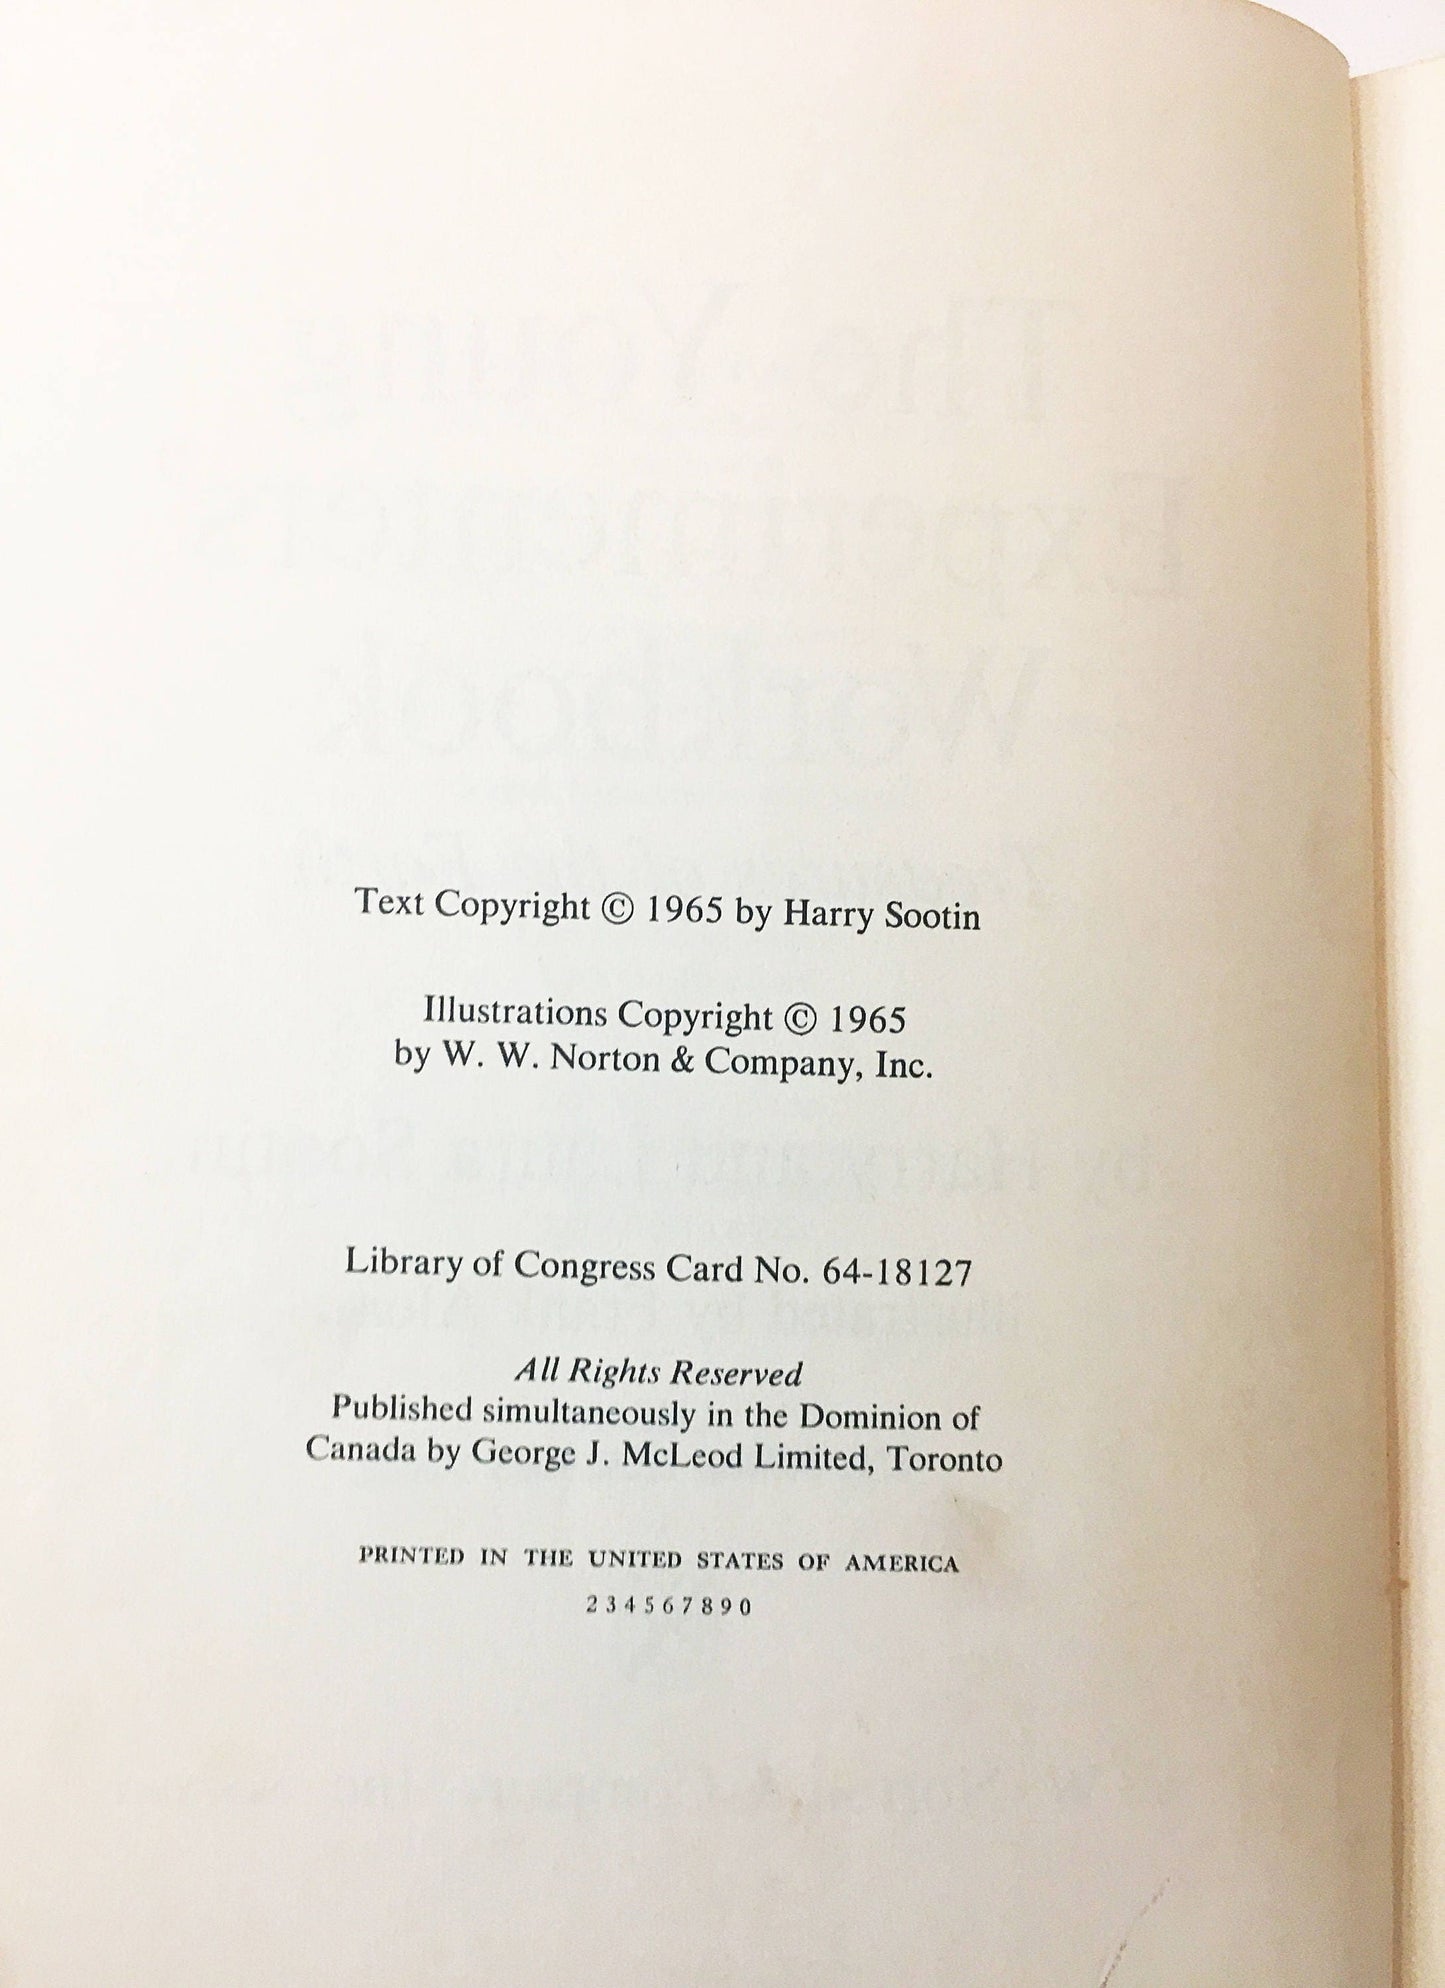 Text Copyright © 1965 by Harry Sootin
Illustrations Copyright © 1965
by W. W. Norton & Company, Inc.
Library of Congress Card No. 64-18127
All Rights Reserved
Published simultaneously in the Dominion of
Canada by George J. McLeod Limited, Toronto
PRINTED IN THE UNITED STATES OF AMERICA
2 3 4 5 6 7 8 9 0